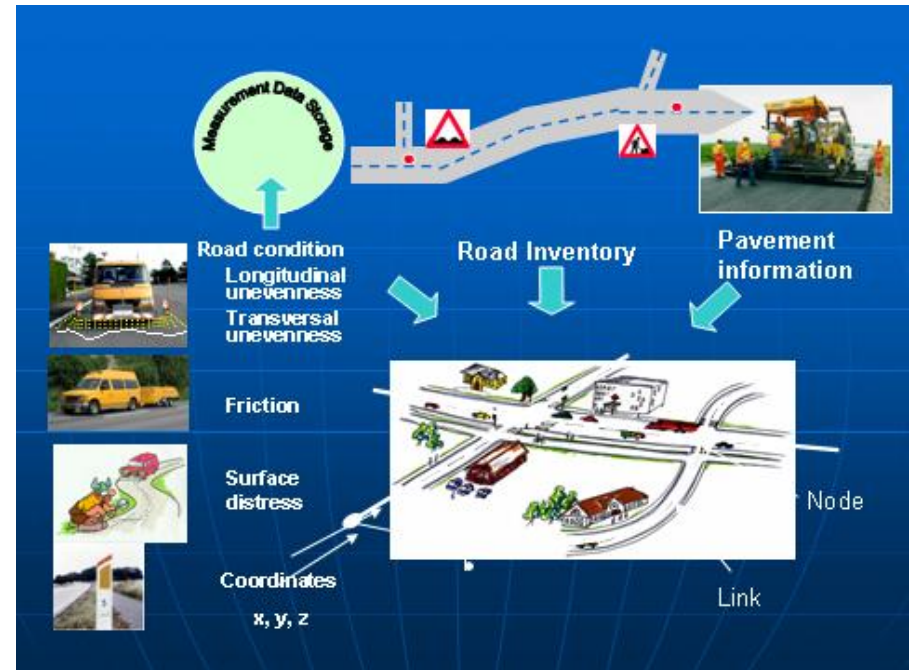 Measurement Data Storage
Road condition
Longitudinal
unevenness
Transversal
unevenness
Road Inventory
Pavement
information
Friction
Surface
distress
Coordinates
x, y, z
Node
Link